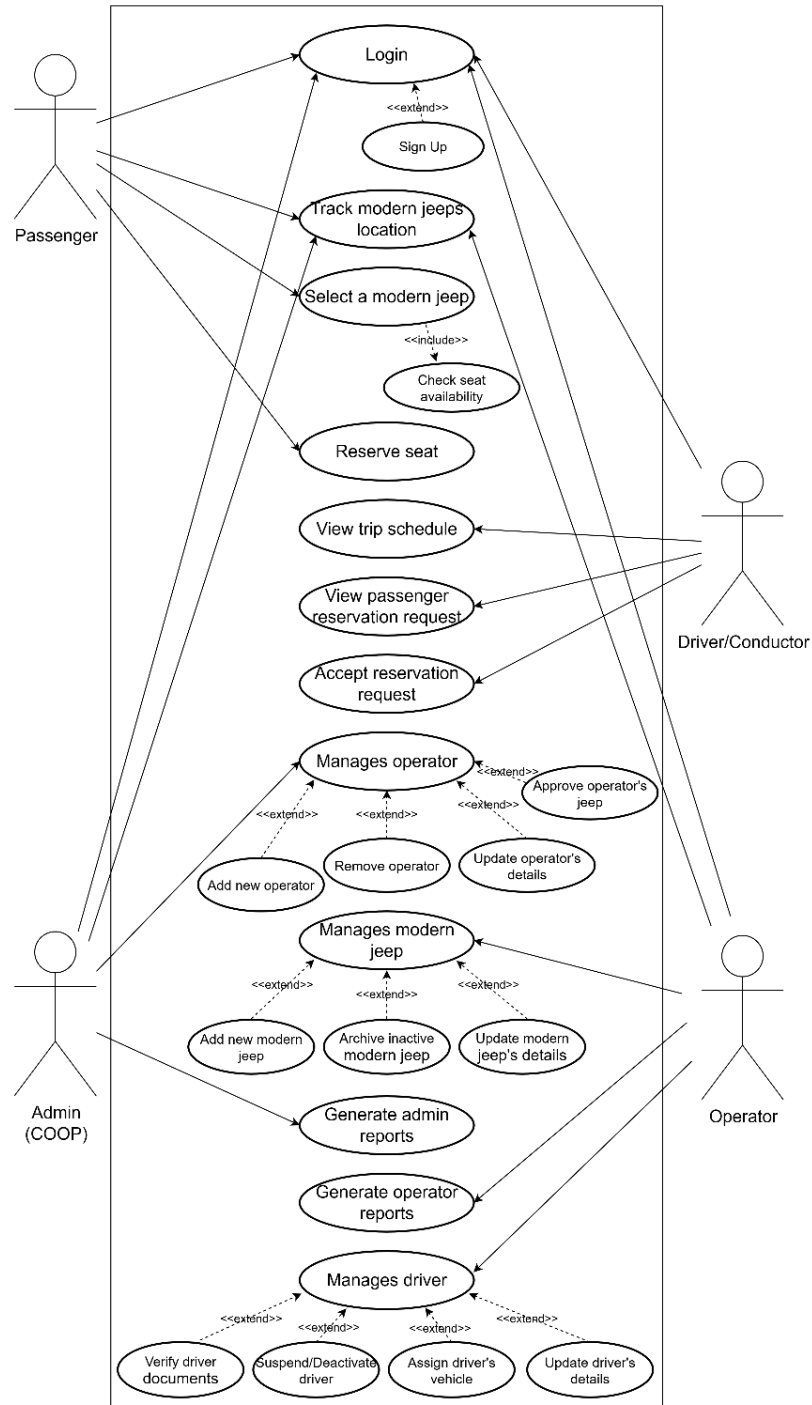 Login
<<extend>>
Sign Up
Passenger
Track modern jeeps
location
Select a modern jeep
<<include>>
Check seat
availability
Reserve seat
View trip schedule
View passenger
reservation request
Driver/Conductor
Accept reservation
request
Manages operator
<<extend>>
Approve operator's
jeep
<<extend>>
<<extend>>
<<extend>>
Add new operator
Remove operator
Update operator's
details
Manages modern
jeep
<<extend>>
<<extend>>
<<extend>>
Add new modern
jeep
Archive inactive
modern jeep
Update modern
jeep's details
Admin
(COOP)
Operator
Generate admin
reports
Generate operator
reports
Manages driver
<<extend>>
<<extend>>
<<extend>>
<<extend>>
Verify driver
documents
Suspend/Deactivate
driver
Assign driver's
vehicle
Update driver's
details